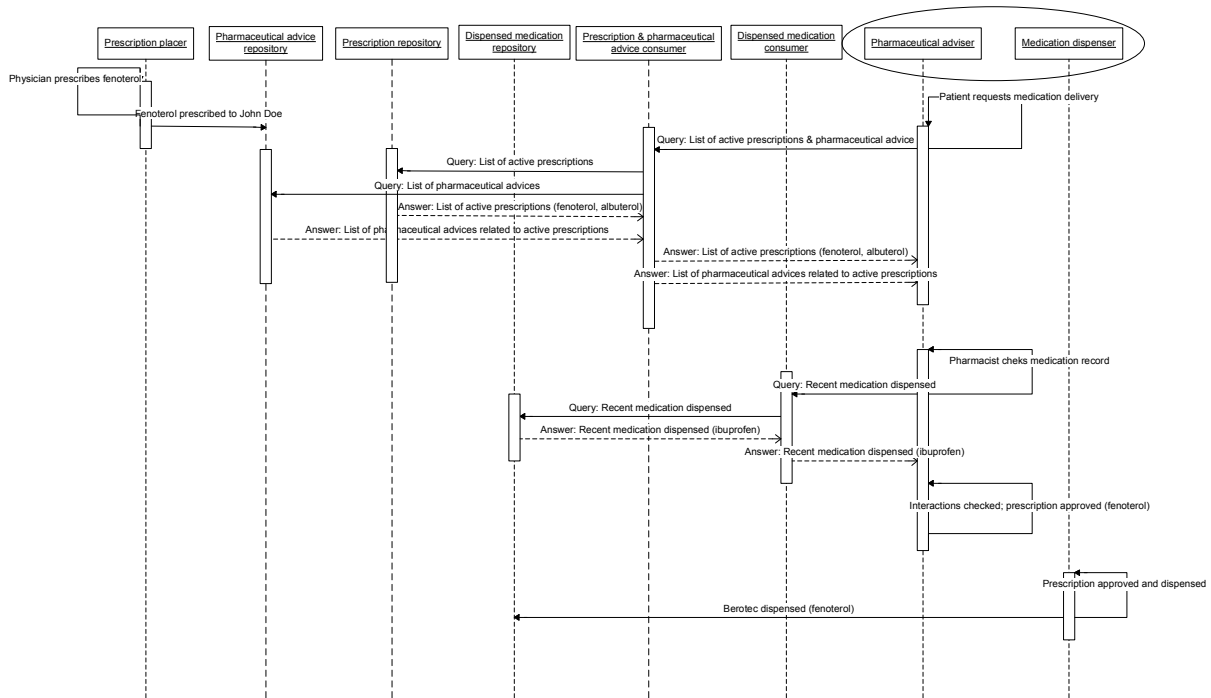 Prescription placer
Pharmaceutical advice
repository
Prescription repository
Dispensed medication
repository
Prescription & pharmaceutical
advice consumer
Dispensed medication
consumer
Pharmaceutical adviser
Medication dispenser
Physician prescribes fenoterol
Fenoterol prescribed to John Doe
Patient requests medication delivery
Query: List of active prescriptions & pharmaceutical advice
Query: List of active prescriptions
Query: List of pharmaceutical advices
Answer: List of active prescriptions (fenoterol, albuterol)
Answer: List of pharmaceutical advices related to active prescriptions
Answer: List of active prescriptions (fenoterol, albuterol)
Answer: List of pharmaceutical advices related to active prescriptions
Pharmacist cheks medication record
Query: Recent medication dispensed
Query: Recent medication dispensed
Answer: Recent medication dispensed (ibuprofen)
Answer: Recent medication dispensed (ibuprofen)
Interactions checked; prescription approved (fenoterol)
Prescription approved and dispensed
Berotec dispensed (fenoterol)